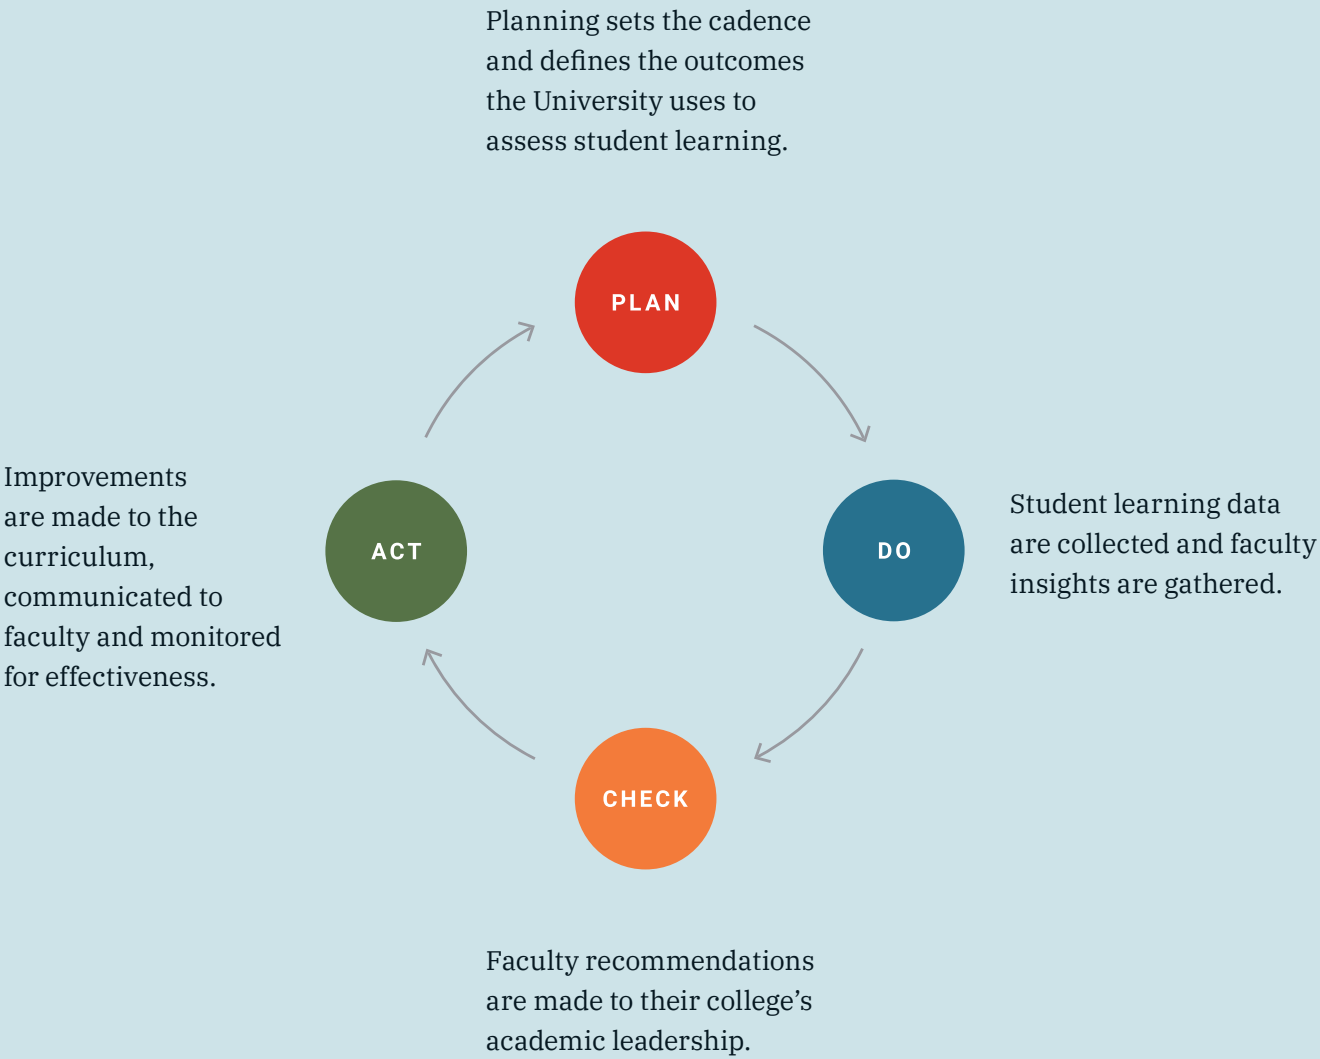 Planning sets the cadence
and defines the outcomes
the University uses to
assess student learning.
PLAN
DO
Student learning data
are collected and faculty
insights are gathered.
CHECK
Faculty recommendations
are made to their college’s
academic leadership.
ACT
Improvements
are made to the
curriculum,
communicated to
faculty and monitored
for effectiveness.